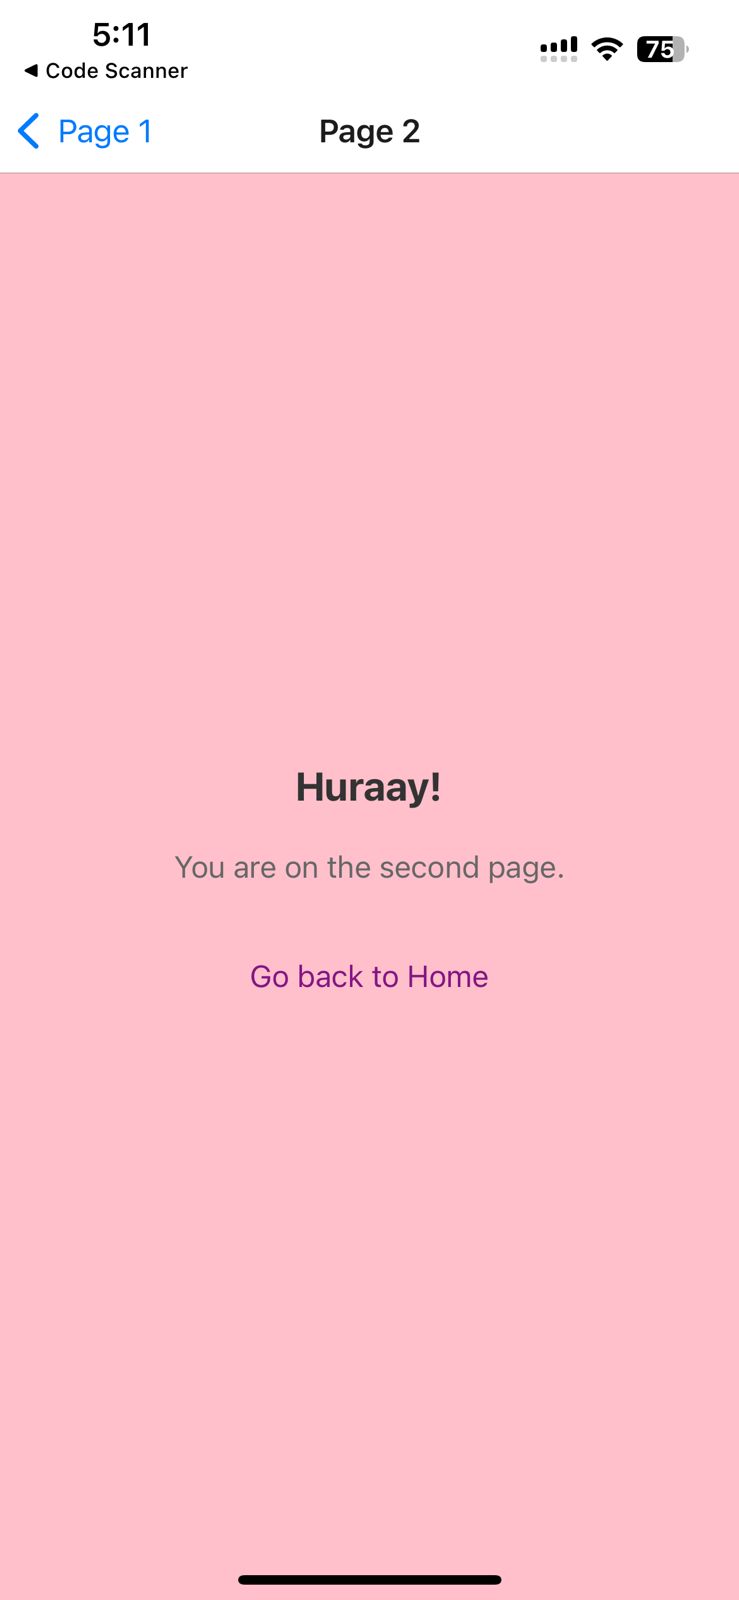 5:11
75
◀ Code Scanner
Page 1
Page 2
Huraay!
You are on the second page.
Go back to Home